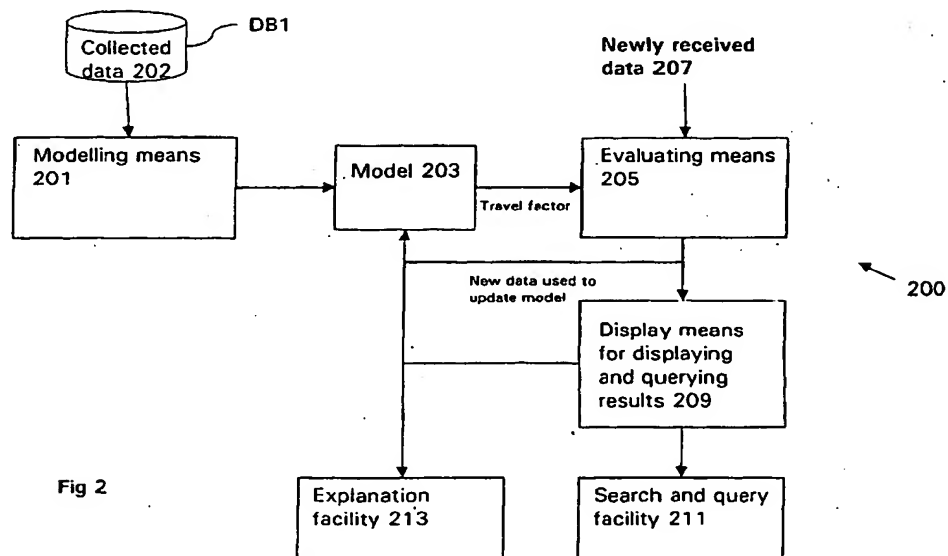 DB1
Collected
data 202
Newly received
data 207
Modelling means
201
Model 203
Travel factor
Evaluating means
205
New data used to
update model
200
Display means
for displaying
and querying
results 209
Fig 2
Explanation
facility 213
Search and query
facility 211